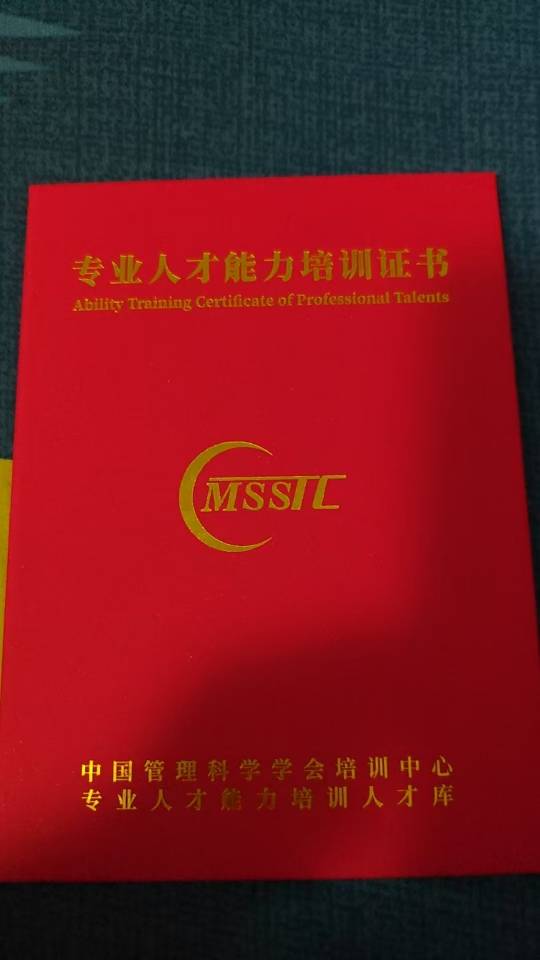 专业人才能力培训证书
Ability Training Certificate of Professional Talents
CMSSTC
中国管理科学学会培训中心
专业人才能力培训人才库